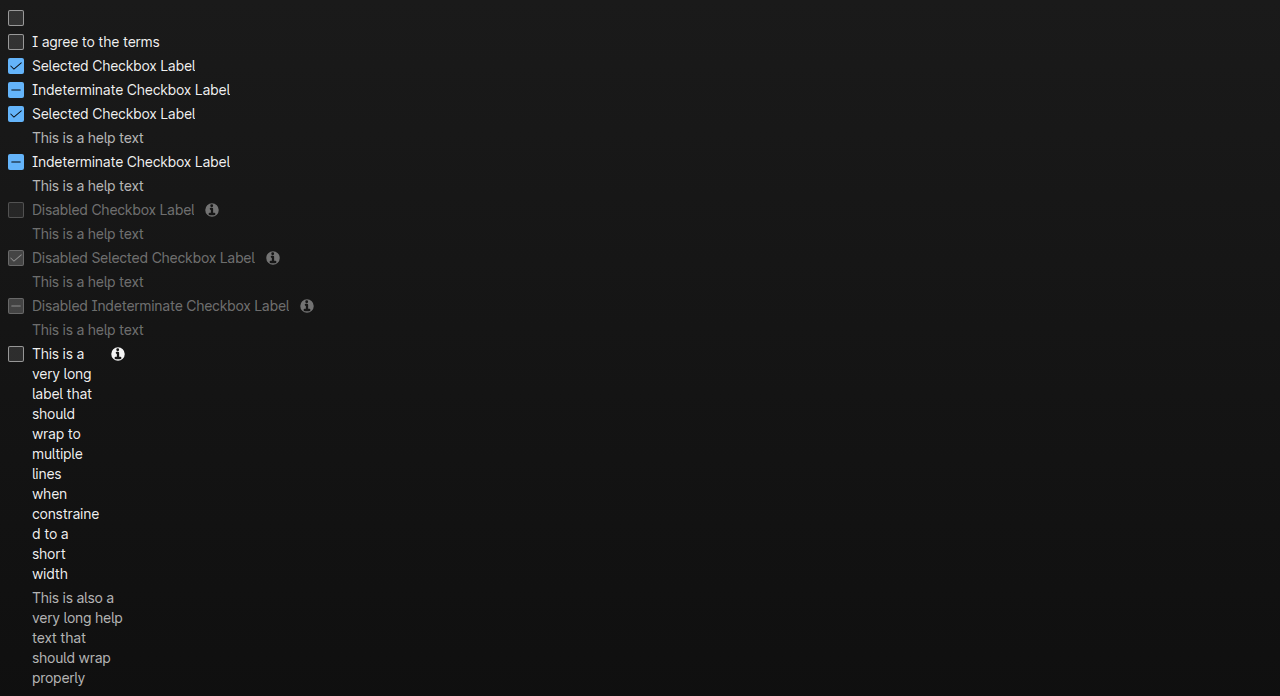 I agree to the terms
Selected Checkbox Label
Indeterminate Checkbox Label
Selected Checkbox Label
This is a help text
Indeterminate Checkbox Label
This is a help text
Disabled Checkbox Label
This is a help text
Disabled Selected Checkbox Label
This is a help text
Disabled Indeterminate Checkbox Label
This is a help text
This is a
very long
label that
should
wrap to
multiple
lines
when
constraine
d to a
short
width
This is also a
very long help
text that
should wrap
properly